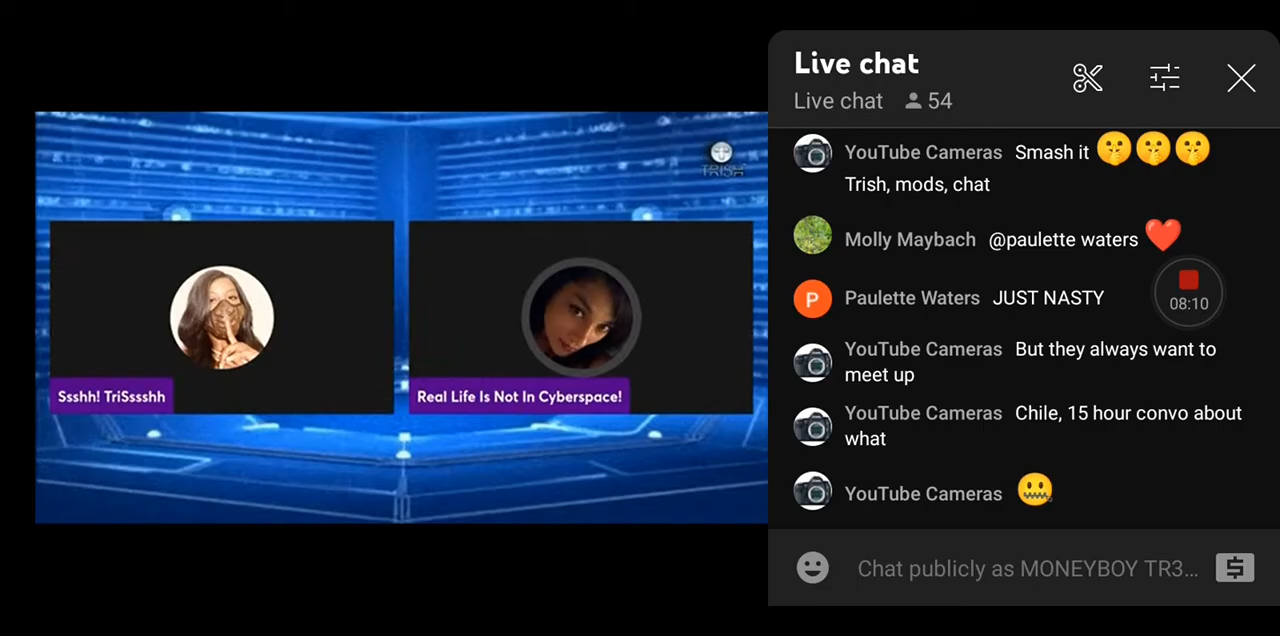 Live chat
Live chat 54
YouTube Cameras Smash it 🤫🤫🤫
Trish, mods, chat
Molly Maybach @paulette waters ❤️
P Paulette Waters JUST NASTY
08:10
YouTube Cameras But they always want to
meet up
YouTube Cameras Chile, 15 hour convo about
what
YouTube Cameras 🤐
Chat publicly as MONEYBOY TR3...
TRISH
Ssshh! TriSssshh
Real Life Is Not In Cyberspace!